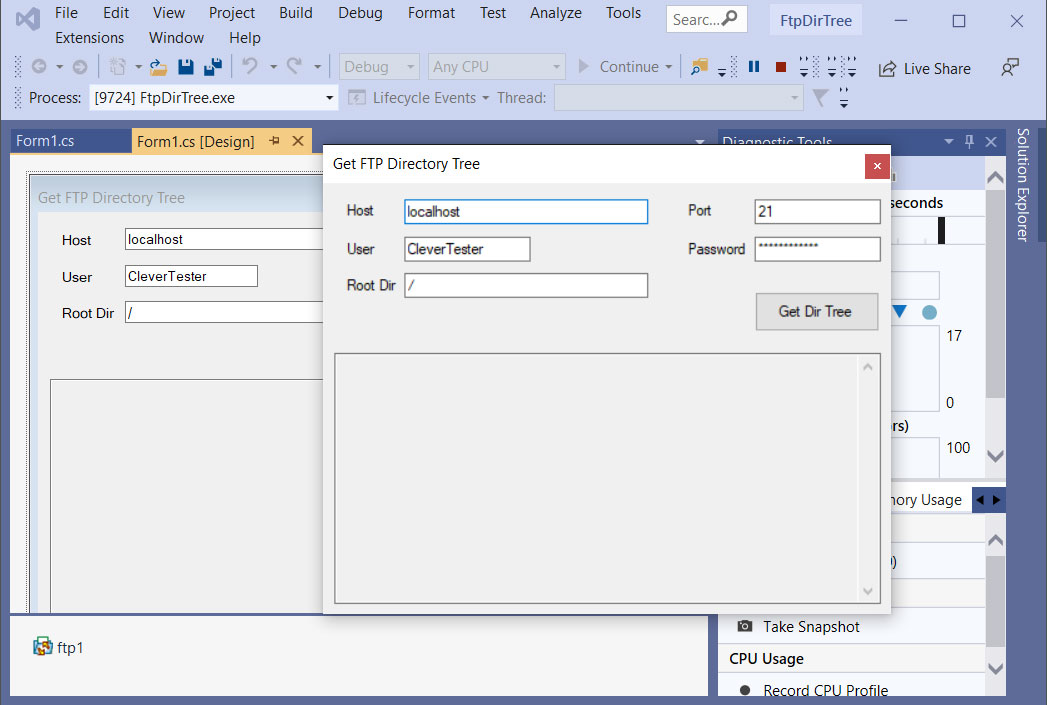 File Edit View Project Build Debug Format Test Analyze Tools Searc... FtpDirTree
Extensions Window Help
Debug Any CPU Continue Live Share
Process: [9724] FtpDirTree.exe Lifecycle Events Thread:
Form1.cs Form1.cs [Design] Diagnostic Tools
Solution Explorer
Get FTP Directory Tree
Host localhost
User CleverTester
Root Dir /
Get FTP Directory Tree
Host localhost Port 21
User CleverTester Password ************
Root Dir /
Get Dir Tree
seconds
17
0
rs)
100
ory Usage
)
Take Snapshot
CPU Usage
Record CPU Profile
ftp1